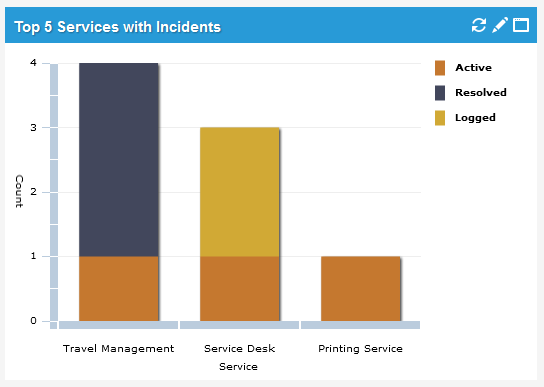 Top 5 Services with Incidents
Active
Resolved
Logged
4
3
2
1
0
Count
Travel Management
Service Desk
Service
Printing Service